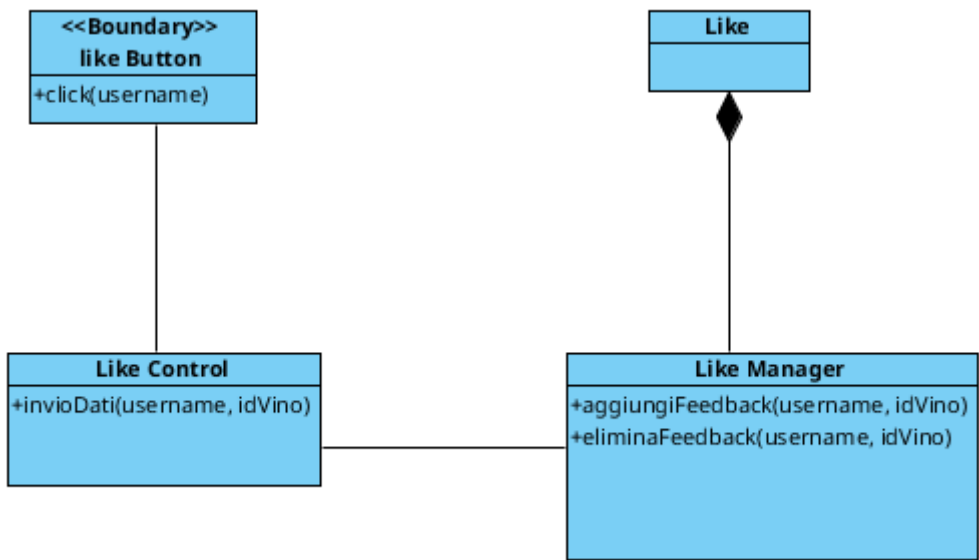 <<Boundary>>
like Button
+click(username)
Like
Like Control
+invioDati(username, idVino)
Like Manager
+aggiungiFeedback(username, idVino)
+eliminaFeedback(username, idVino)